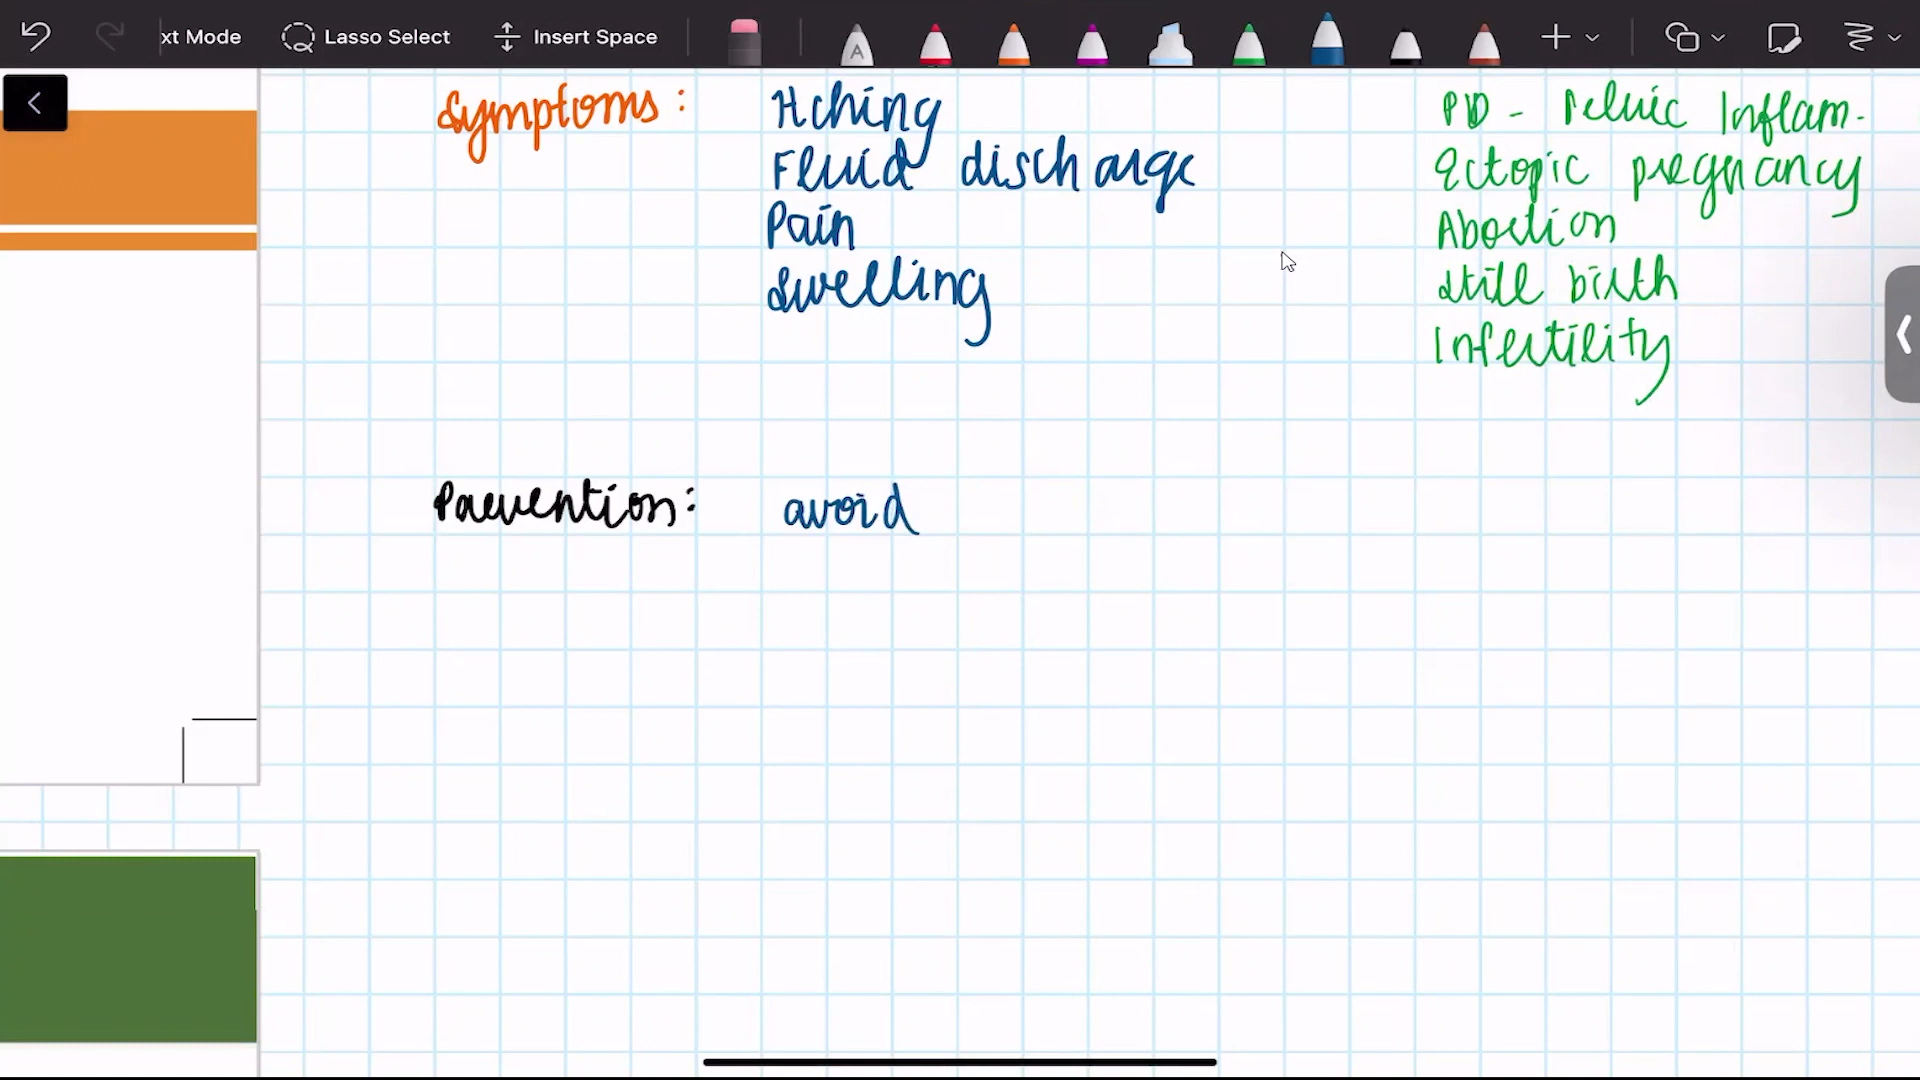 xt Mode Lasso Select Insert Space
A
Symptoms : Itching PID - Pelvic Inflam.
Fluid discharge Ectopic pregnancy
Pain Abortion
Swelling Still birth
Infertility
Prevention: avoid